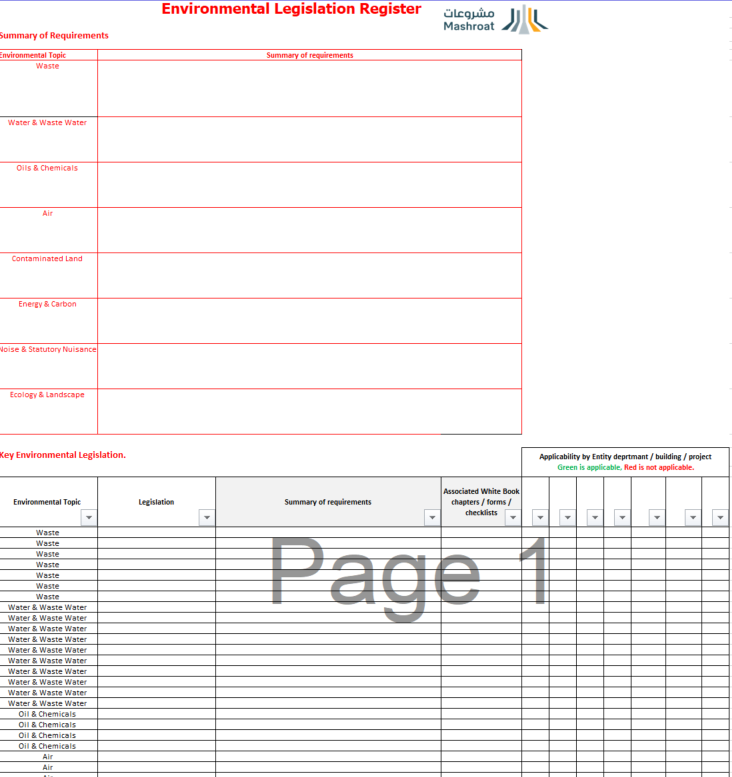 Environmental Legislation Register
مشروعات
Mashroat
Summary of Requirements
Environmental Topic Summary of requirements
Waste
Water & Waste Water
Oils & Chemicals
Air
Contaminated Land
Energy & Carbon
Noise & Statutory Nuisance
Ecology & Landscape
Key Environmental Legislation.
Applicability by Entity deprtmant / building / project
Green is applicable, Red is not applicable.
Environmental Topic Legislation Summary of requirements Associated White Book
chapters / forms /
checklists
Waste
Waste
Waste
Waste
Waste
Waste
Waste
Water & Waste Water
Water & Waste Water
Water & Waste Water
Water & Waste Water
Water & Waste Water
Water & Waste Water
Water & Waste Water
Water & Waste Water
Water & Waste Water
Water & Waste Water
Oil & Chemicals
Oil & Chemicals
Oil & Chemicals
Oil & Chemicals
Air
Air
Page 1